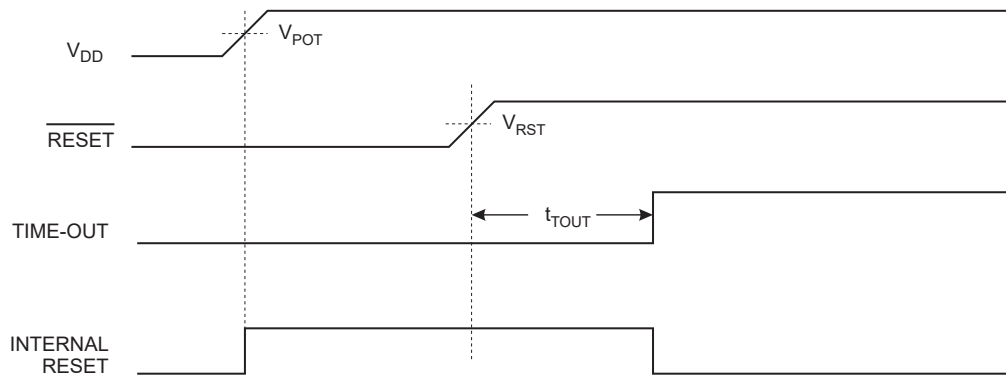 V_DD
V_POT
RESET
V_RST
TIME-OUT
t_TOUT
INTERNAL
RESET